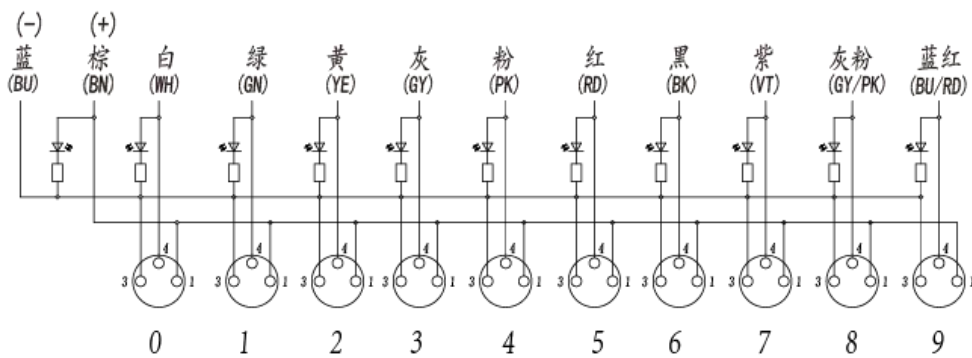 (-) (+)
蓝 棕 白 绿 黄 灰 粉 红 黑 紫 灰粉 蓝红
(BU) (BN) (WH) (GN) (YE) (GY) (PK) (RD) (BK) (VT) (GY/PK) (BU/RD)
4 4 4 4 4 4 4 4 4 4
3 1 3 1 3 1 3 1 3 1 3 1 3 1 3 1 3 1 3 1
0 1 2 3 4 5 6 7 8 9